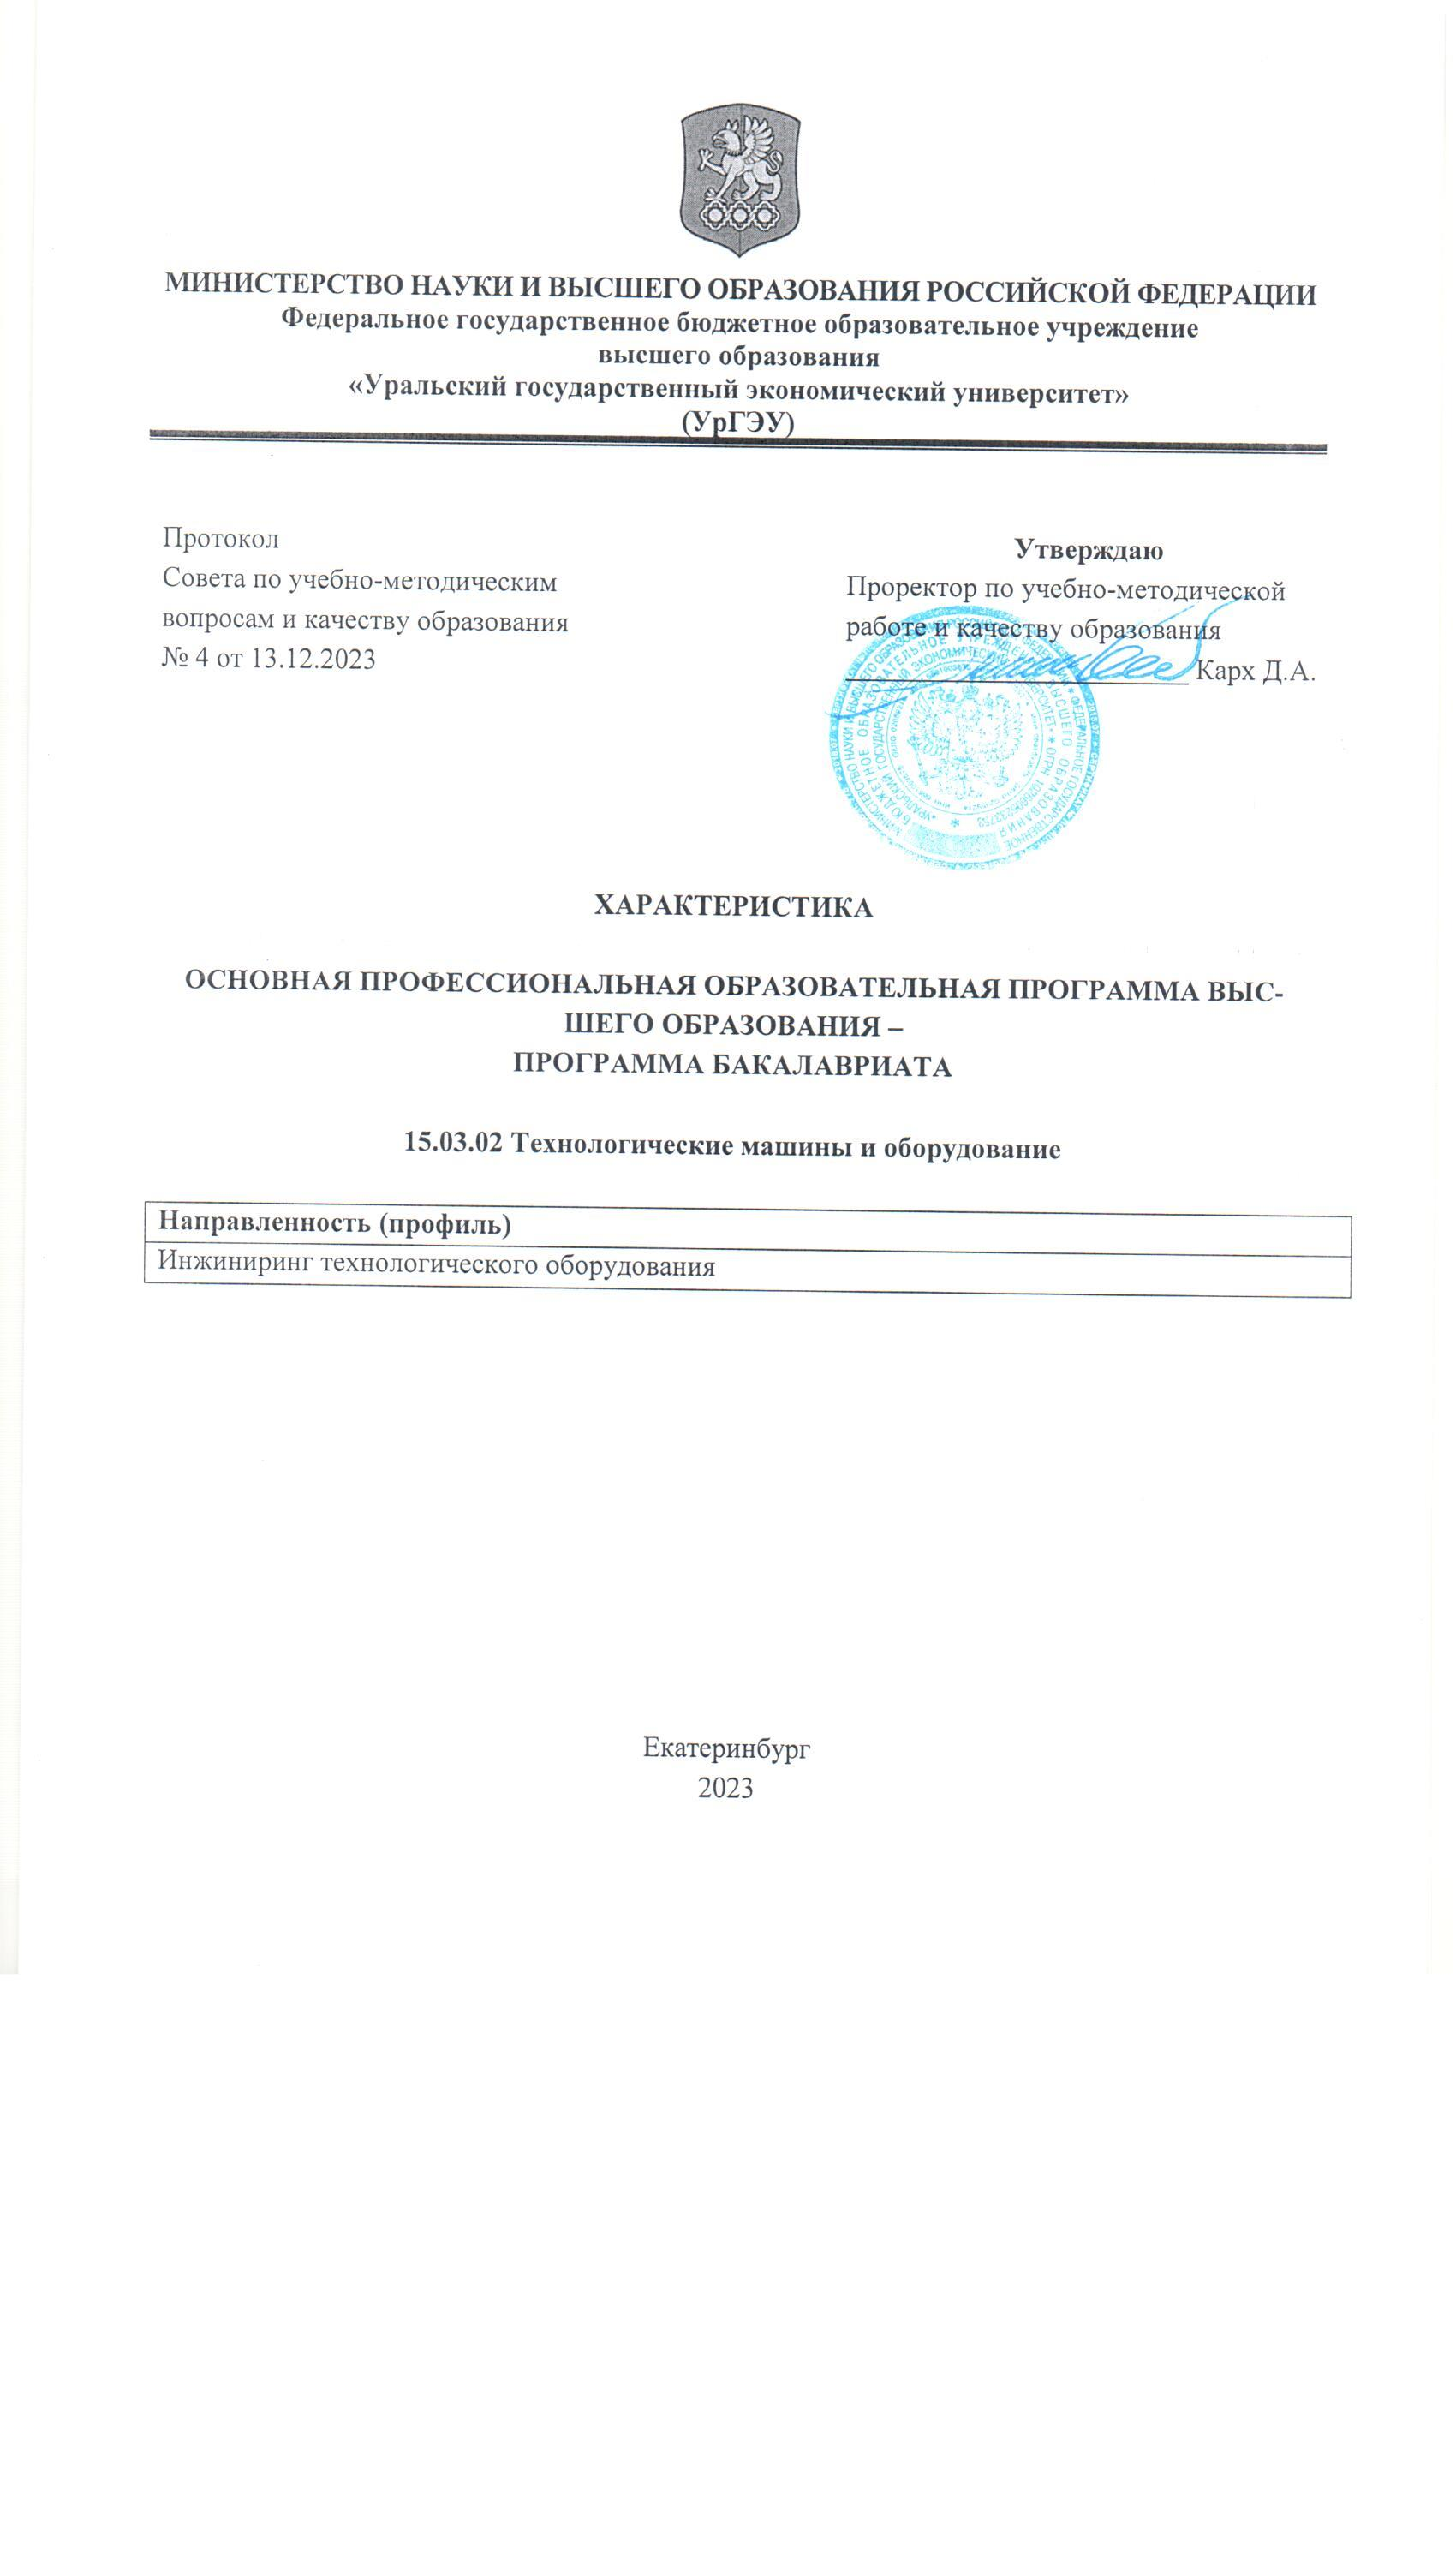 МИНИСТЕРСТВО НАУКИ И ВЫСШЕГО ОБРАЗОВАНИЯ РОССИЙСКОЙ ФЕДЕРАЦИИ
Федеральное государственное бюджетное образовательное учреждение
высшего образования
«Уральский государственный экономический университет»
(УрГЭУ)
Протокол
Совета по учебно-методическим
вопросам и качеству образования
№ 4 от 13.12.2023
Утверждаю
Проректор по учебно-методической
работе и качеству образования
Карх Д.А.
ХАРАКТЕРИСТИКА
ОСНОВНАЯ ПРОФЕССИОНАЛЬНАЯ ОБРАЗОВАТЕЛЬНАЯ ПРОГРАММА ВЫС-
ШЕГО ОБРАЗОВАНИЯ –
ПРОГРАММА БАКАЛАВРИАТА
15.03.02 Технологические машины и оборудование
Направленность (профиль)
Инжиниринг технологического оборудования
Екатеринбург
2023